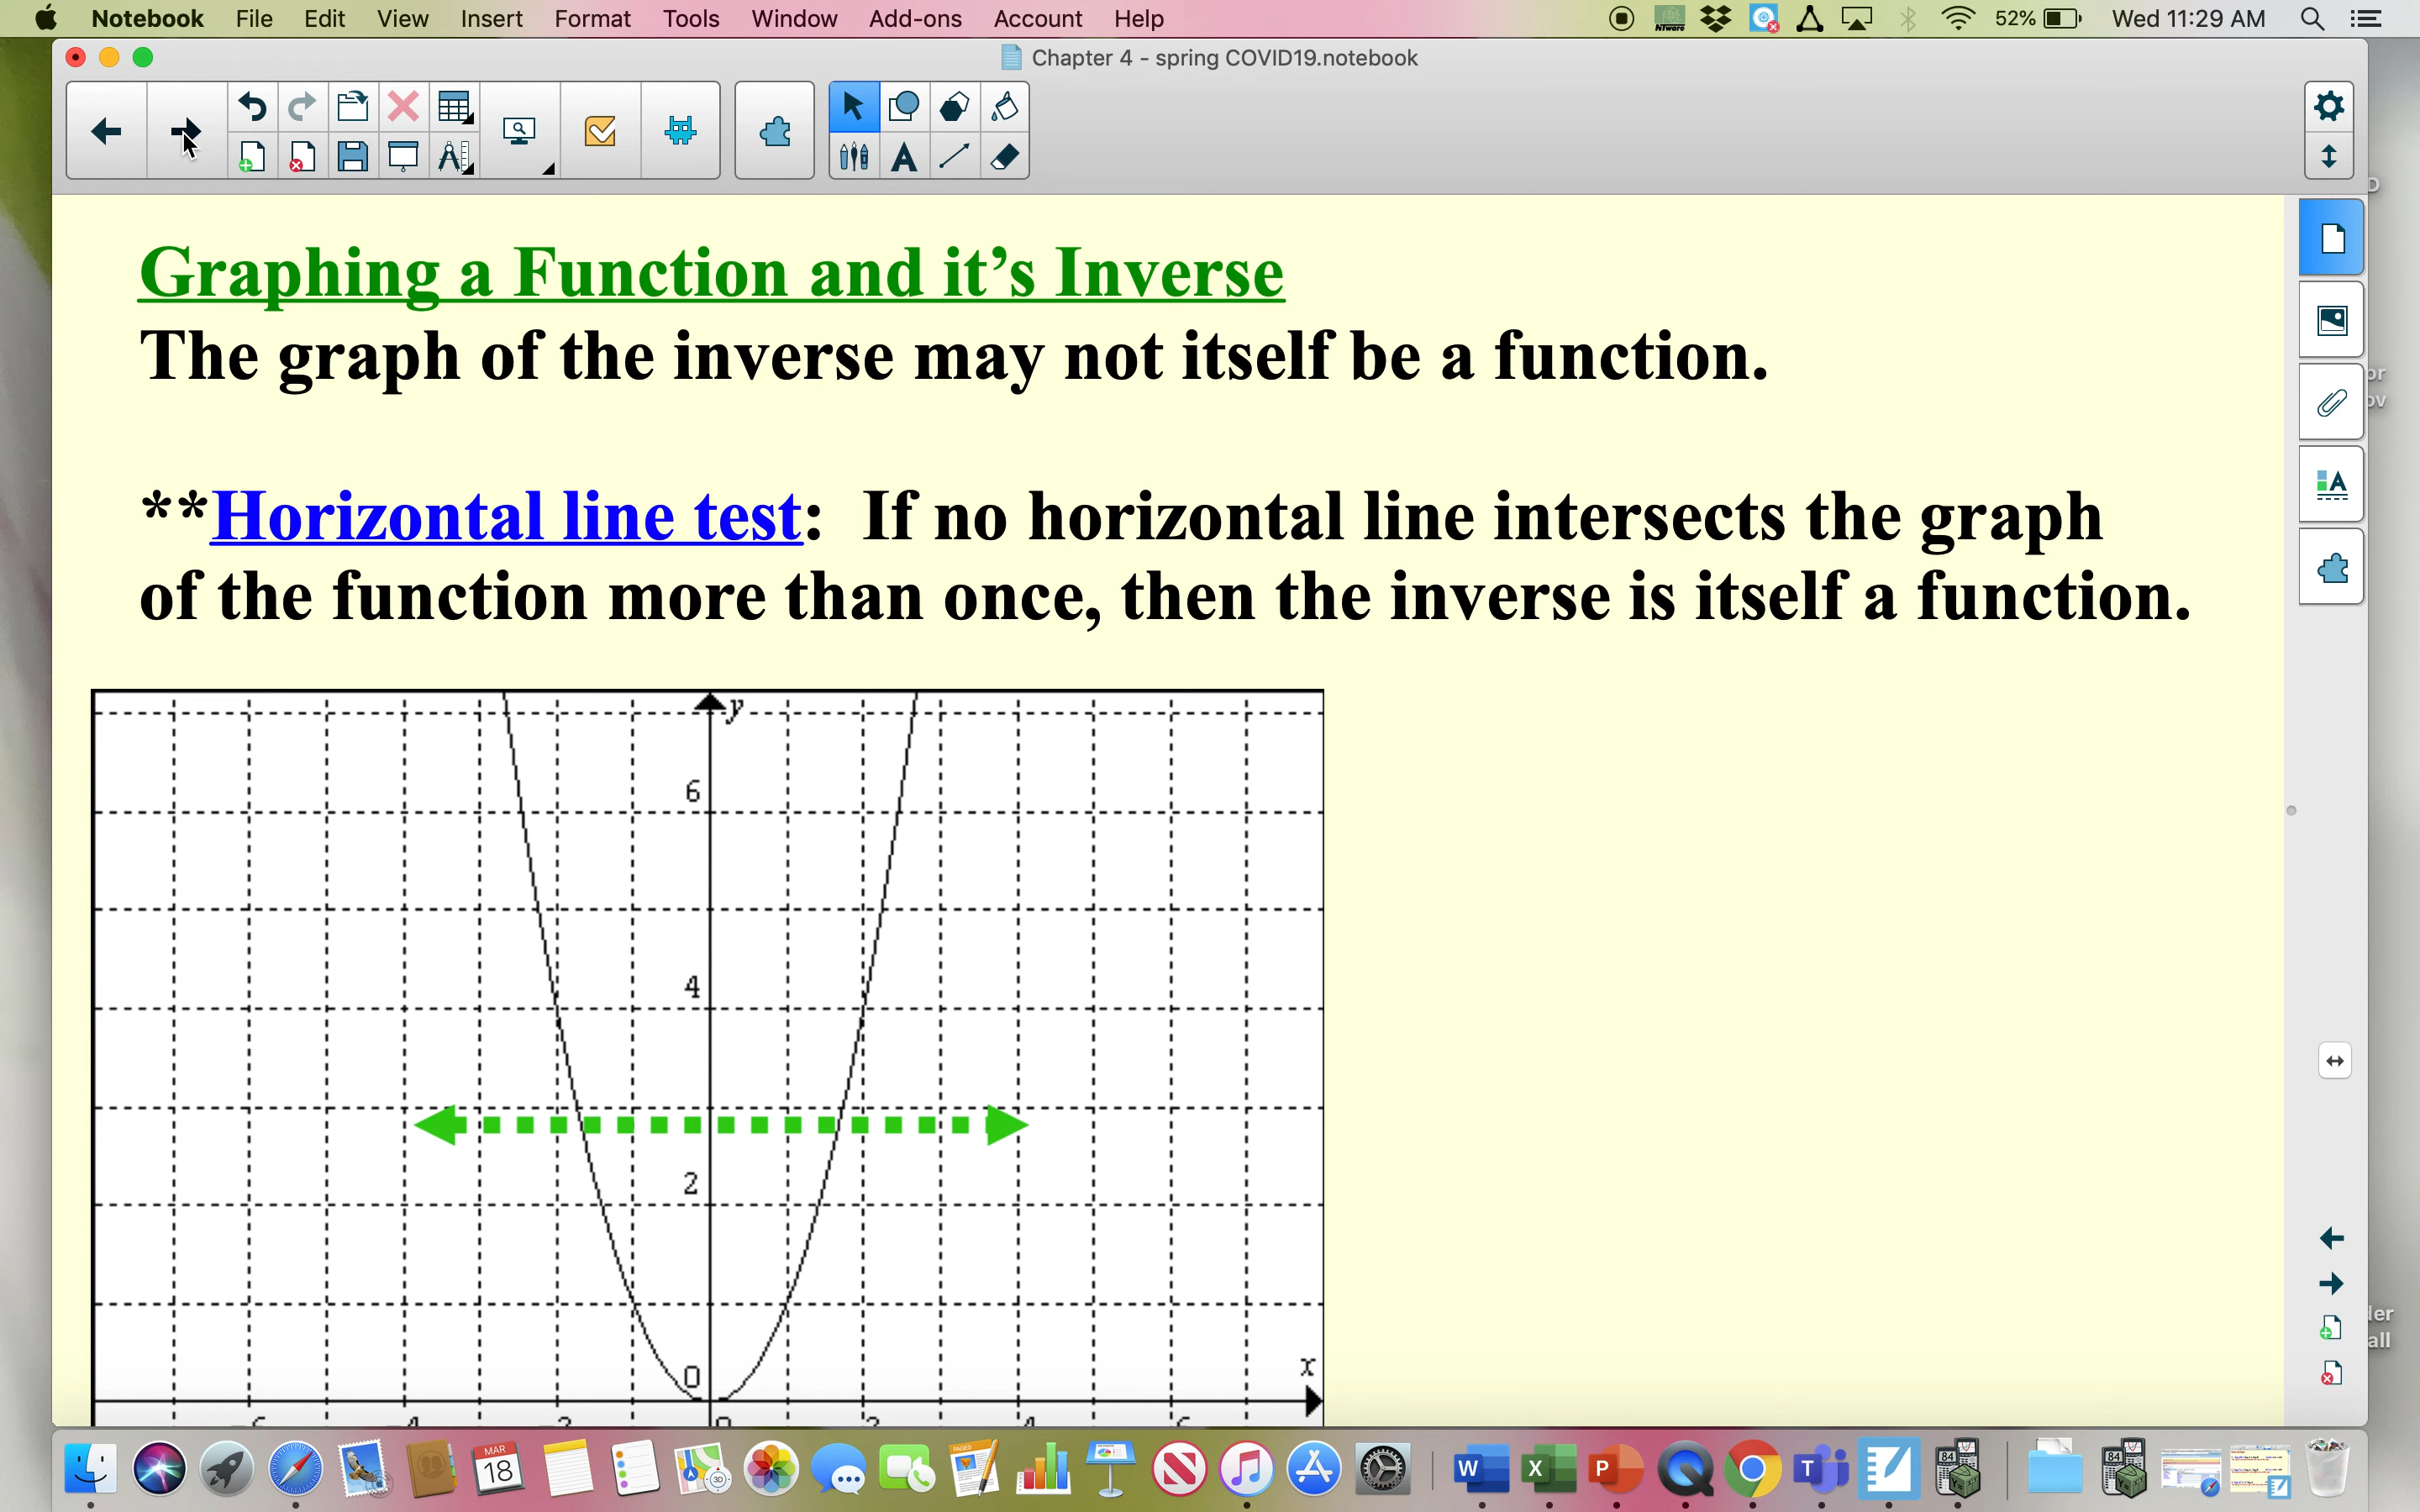 Notebook File Edit View Insert Format Tools Window Add-ons Account Help 52% Wed 11:29 AM
Chapter 4 - spring COVID19.notebook
Graphing a Function and it's Inverse
The graph of the inverse may not itself be a function.
**Horizontal line test: If no horizontal line intersects the graph
of the function more than once, then the inverse is itself a function.
y
6
4
2
0
x
MAR
18